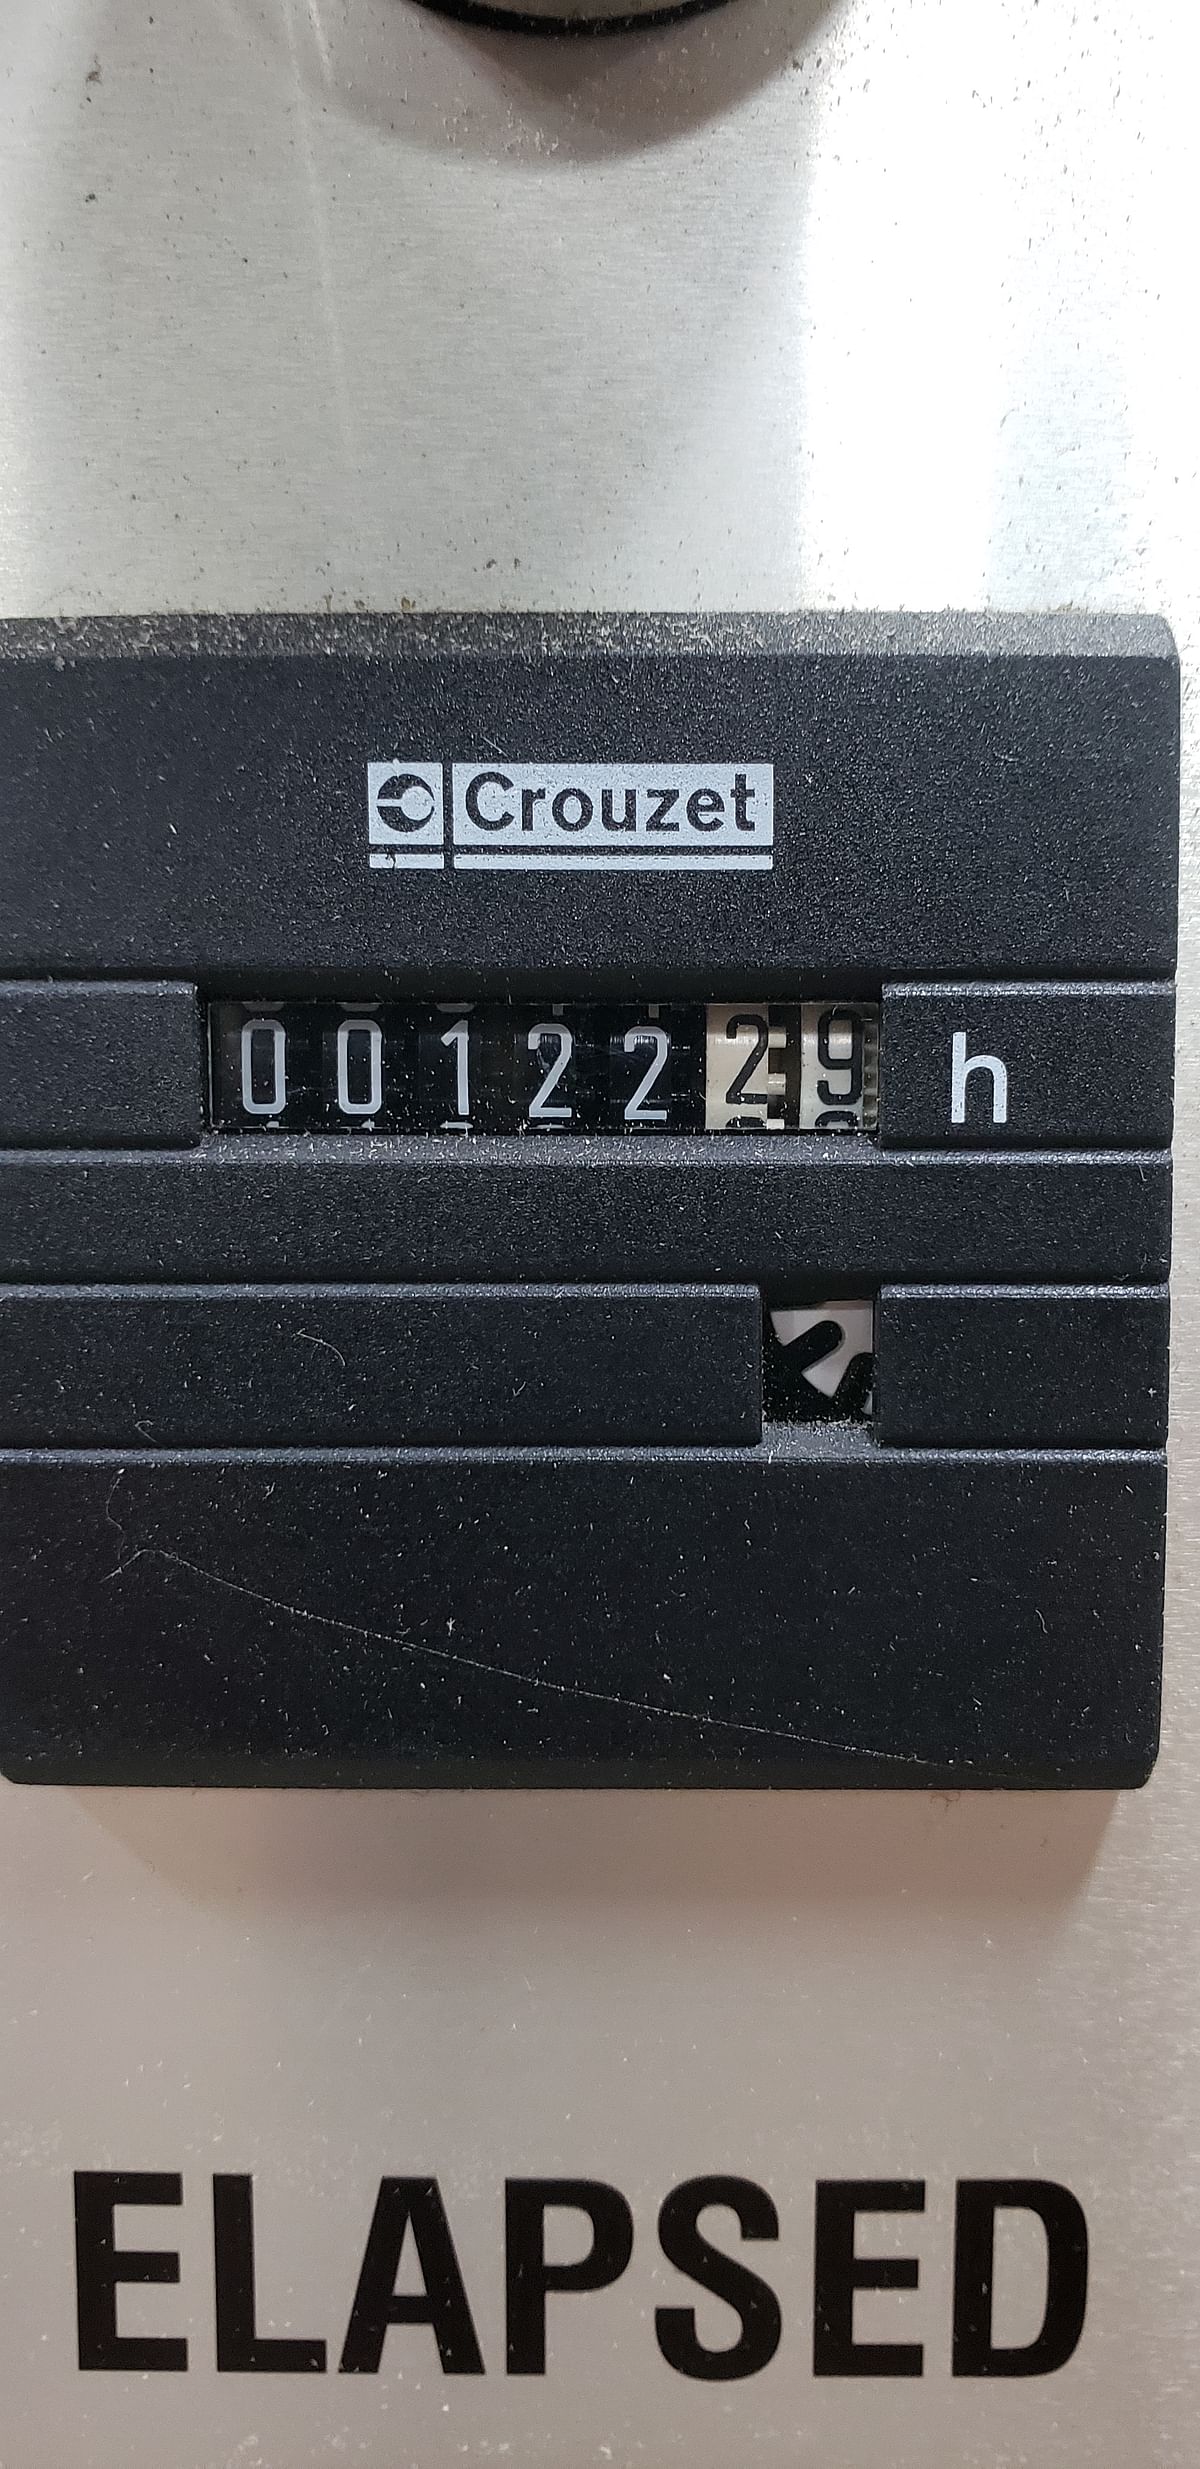 Crouzet
0012229 h
ELAPSED